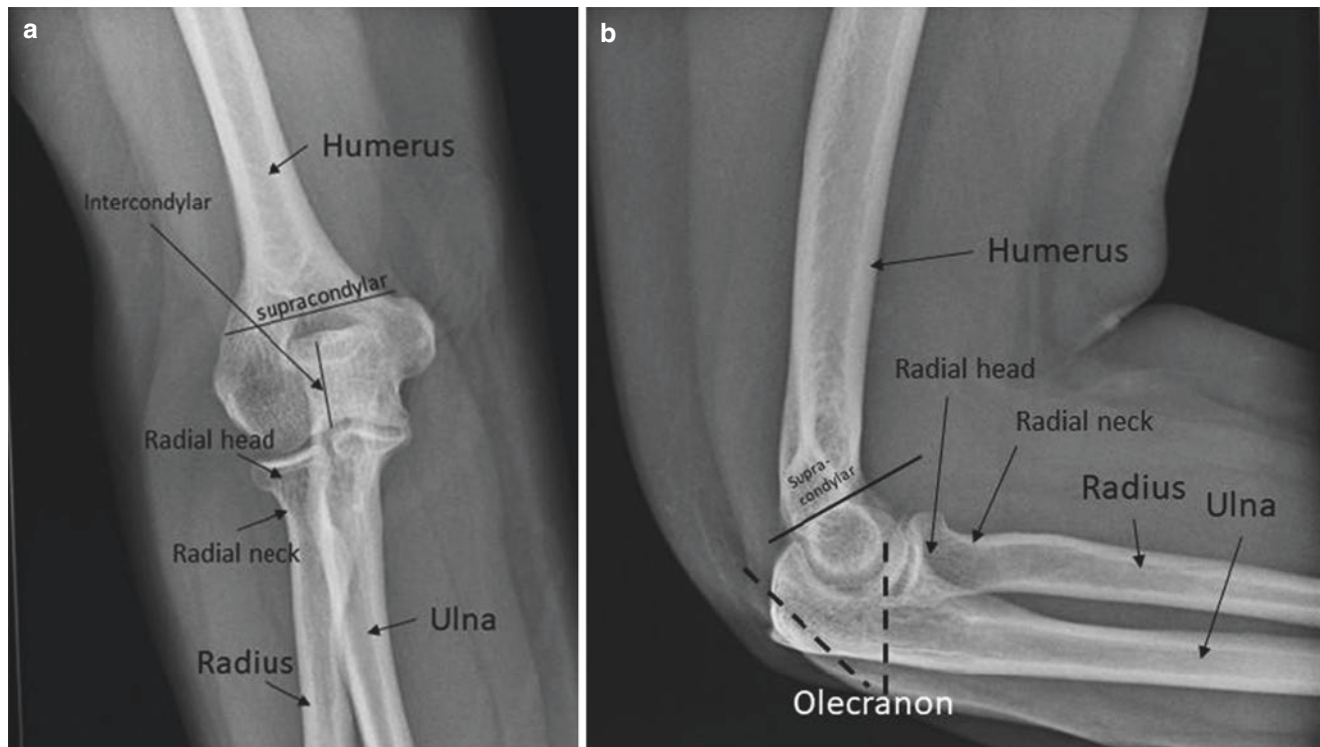 a
Humerus
Intercondylar
supracondylar
Radial head
Radial neck
Ulna
Radius
b
Humerus
Radial head
Radial neck
Supra-
condylar
Radius
Ulna
Olecranon